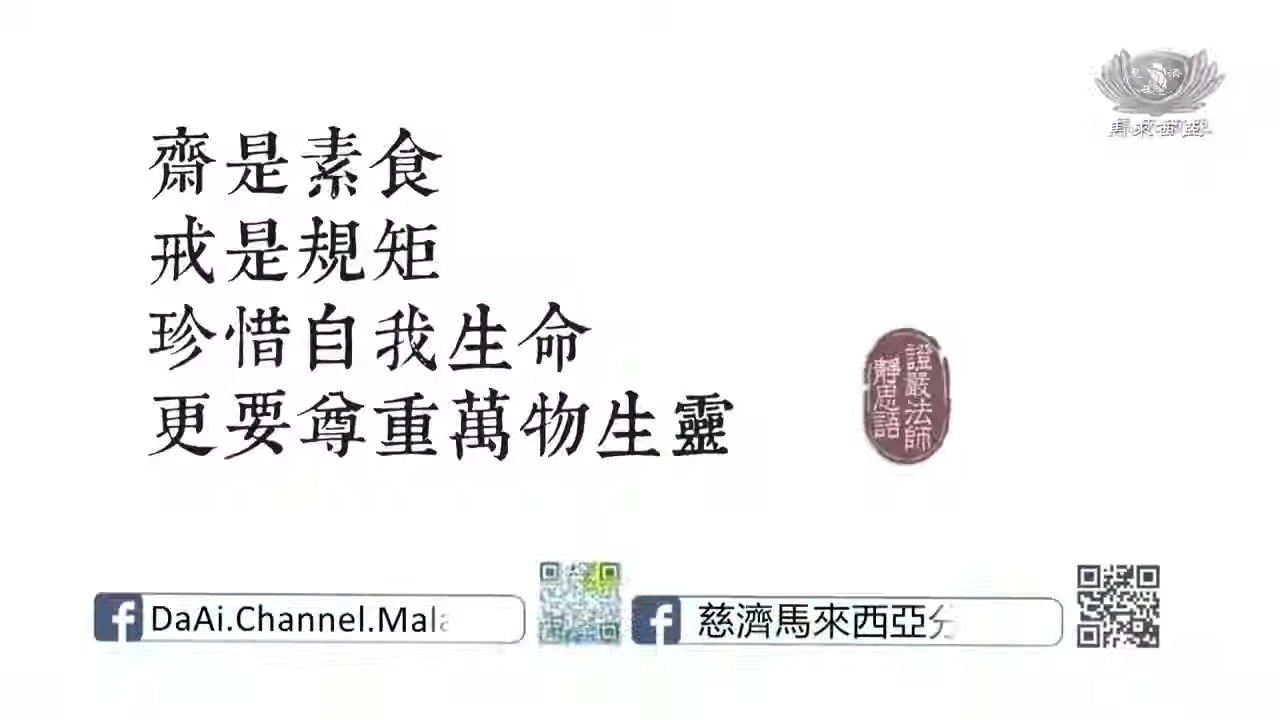 齋是素食
戒是規矩
珍惜自我生命
更要尊重萬物生靈
證嚴法師
靜思語
馬來西亞
DaAi.Channel.Mala
慈濟馬來西亞分